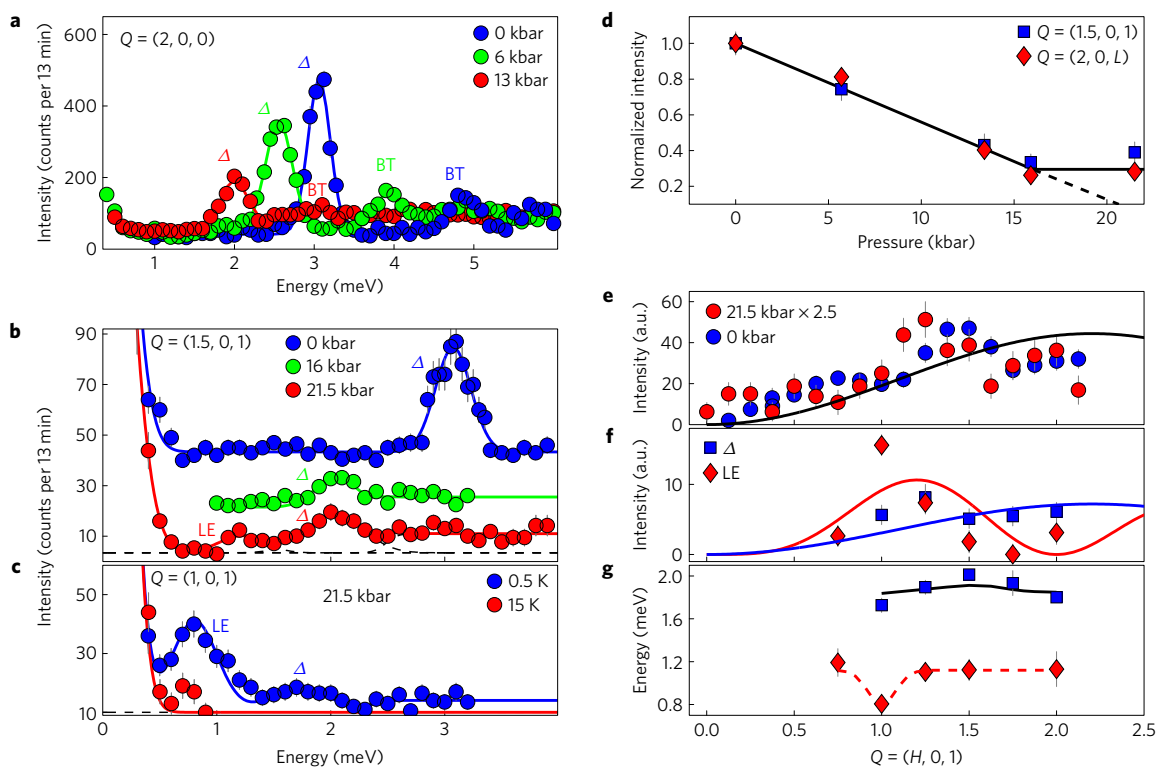 a
Intensity (counts per 13 min)
600
400
200
0
Q = (2, 0, 0)
0 kbar
6 kbar
13 kbar
Δ
Δ
Δ
BT
BT
BT
1 2 3 4 5
Energy (meV)
b
Intensity (counts per 13 min)
90
70
50
30
10
Q = (1.5, 0, 1)
0 kbar
16 kbar
21.5 kbar
Δ
Δ
Δ
LE
c
50
30
10
Q = (1, 0, 1)
21.5 kbar
0.5 K
15 K
LE
Δ
0 1 2 3
Energy (meV)
d
Normalized intensity
1.0
0.8
0.6
0.4
0.2
Q = (1.5, 0, 1)
Q = (2, 0, L)
0 5 10 15 20
Pressure (kbar)
e
Intensity (a.u.)
60
40
20
0
21.5 kbar × 2.5
0 kbar
f
Intensity (a.u.)
10
0
Δ
LE
g
Energy (meV)
2.0
1.6
1.2
0.8
0.0 0.5 1.0 1.5 2.0 2.5
Q = (H, 0, 1)